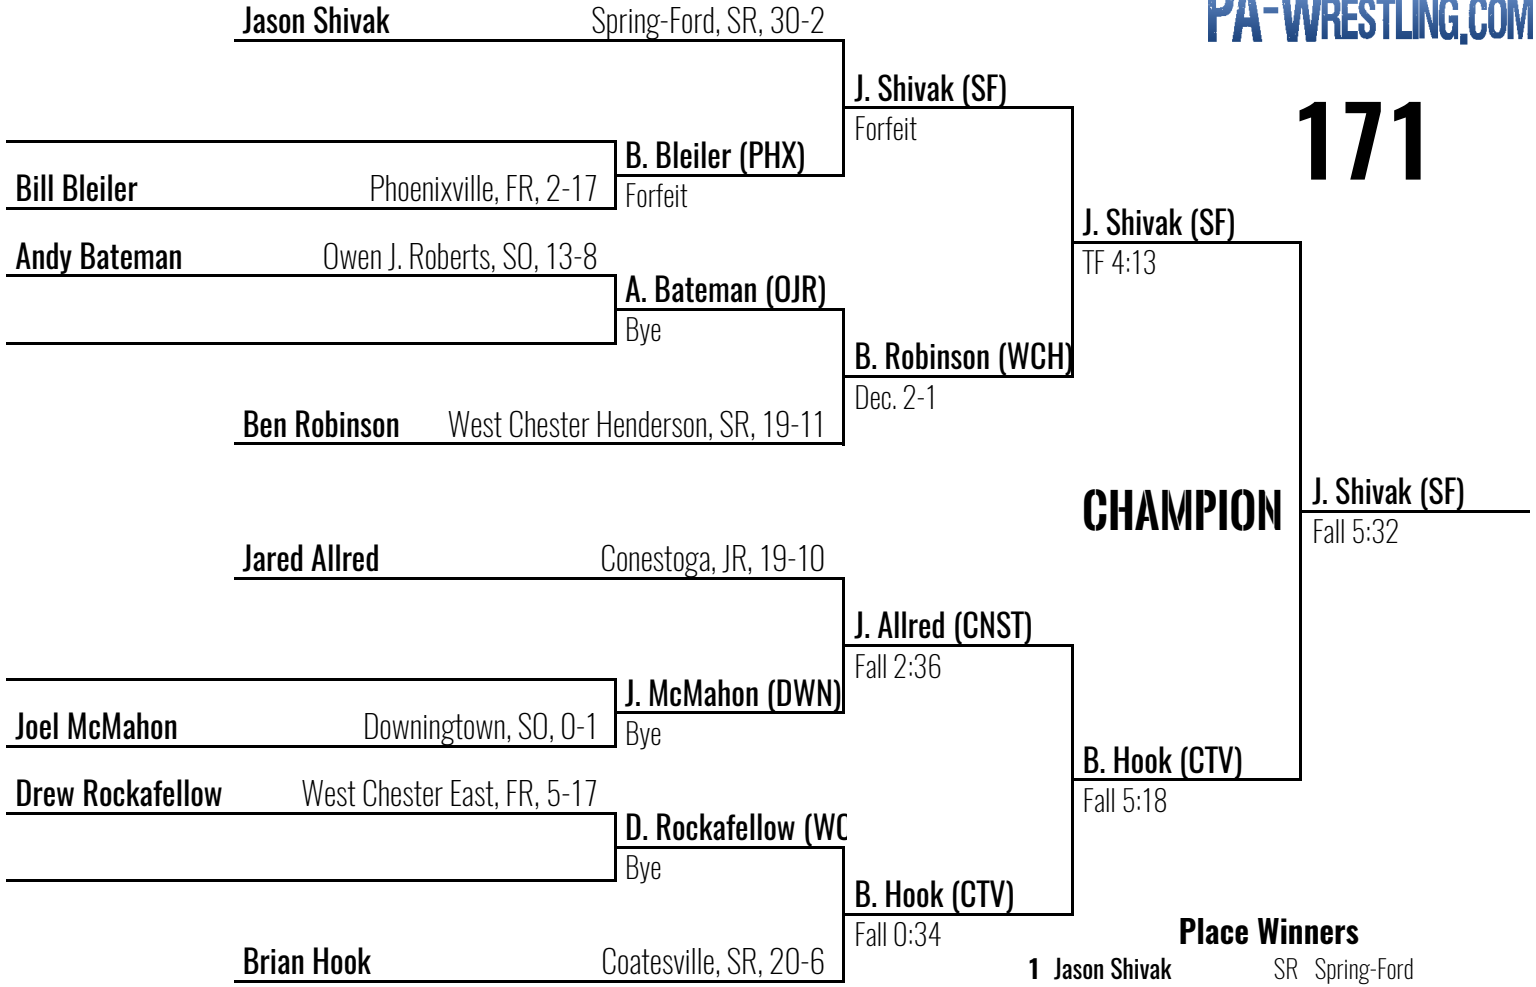 PA-WRESTLING.COM
171
Jason Shivak Spring-Ford, SR, 30-2
J. Shivak (SF)
Forfeit
B. Bleiler (PHX)
Bill Bleiler Phoenixville, FR, 2-17
Forfeit
J. Shivak (SF)
Andy Bateman Owen J. Roberts, SO, 13-8
TF 4:13
A. Bateman (OJR)
Bye
B. Robinson (WCH)
Dec. 2-1
Ben Robinson West Chester Henderson, SR, 19-11
J. Shivak (SF)
CHAMPION
Fall 5:32
Jared Allred Conestoga, JR, 19-10
J. Allred (CNST)
Fall 2:36
J. McMahon (DWN)
Joel McMahon Downingtown, SO, 0-1
Bye
B. Hook (CTV)
Drew Rockafellow West Chester East, FR, 5-17
Fall 5:18
D. Rockafellow (WC
Bye
B. Hook (CTV)
Fall 0:34
Place Winners
Brian Hook Coatesville, SR, 20-6
1 Jason Shivak SR Spring-Ford